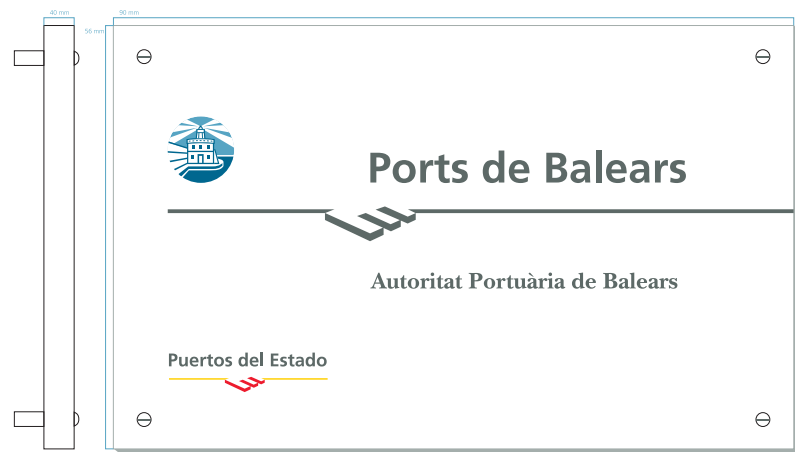 40 mm
90 mm
56 mm
Ports de Balears
Autoritat Portuària de Balears
Puertos del Estado